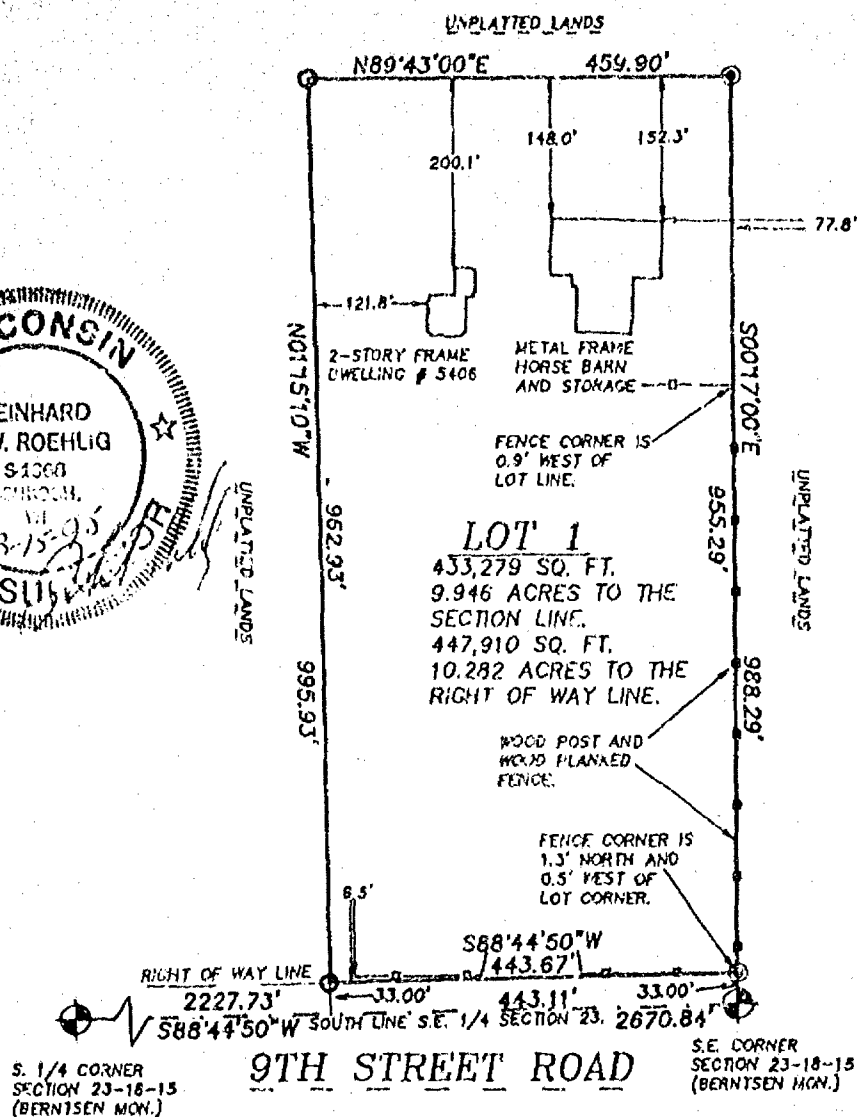 UNPLATTED LANDS
N89°43'00"E 459.90'
200.1'
148.0'
152.3'
77.8'
121.8'
2-STORY FRAME
DWELLING # 5406
METAL FRAME
HORSE BARN
AND STORAGE
N01°15'10"W
S00°17'00"E
FENCE CORNER IS
0.9' WEST OF
LOT LINE.
CONSIN
EINHARD
W. ROEHLIG
S-1368
UNPLATTED LANDS
962.93'
955.29'
UNPLATTED LANDS
LOT 1
433,279 SQ. FT.
9.946 ACRES TO THE
SECTION LINE.
447,910 SQ. FT.
10.282 ACRES TO THE
RIGHT OF WAY LINE.
995.93'
988.29'
WOOD POST AND
WOOD PLANKED
FENCE.
FENCE CORNER IS
1.3' NORTH AND
0.5' WEST OF
LOT CORNER.
6.5'
S88°44'50"W
443.67'
RIGHT OF WAY LINE
2227.73' 33.00' 443.11' 33.00'
S88°44'50"W SOUTH LINE S.E. 1/4 SECTION 23. 2670.84'
S. 1/4 CORNER
SECTION 23-18-15
(BERNTSEN MON.)
9TH STREET ROAD
S.E. CORNER
SECTION 23-18-15
(BERNTSEN MON.)